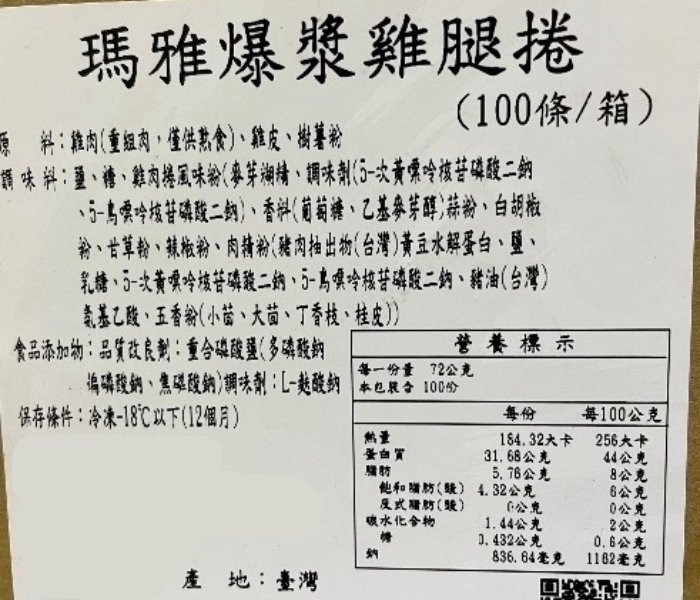 瑪雅爆漿雞腿捲
(100條/箱)
原 料：雞肉(重組肉，僅供熟食)、雞皮、樹薯粉
調味料：鹽、糖、雞肉捲風味粉(麥芽湖精、調味劑(5-次黃嘌呤核苷磷酸二鈉
、5-鳥嘌呤核苷磷酸二鈉)、香料(葡萄糖、乙基麥芽醇)蒜粉、白胡椒
粉、甘草粉、辣椒粉、肉精粉(豬肉抽出物(台灣)黃豆水解蛋白、鹽、
乳糖、5-次黃嘌呤核苷磷酸二鈉、5-鳥嘌呤核苷磷酸二鈉、豬油(台灣)
氨基乙酸、五香粉(小茴、大茴、丁香枝、桂皮))
食品添加物：品質改良劑：重合磷酸鹽(多磷酸鈉
偏磷酸鈉、焦磷酸鈉)調味劑：L-麩酸鈉
保存條件：冷凍-18℃以下(12個月)
營養標示
每一份量 72公克
本包裝含 100份
每份 每100公克
熱量 184.32大卡 256大卡
蛋白質 31.68公克 44公克
脂肪 5.76公克 8公克
飽和脂肪(酸) 4.32公克 6公克
反式脂肪(酸) 0公克 0公克
碳水化合物 1.44公克 2公克
糖 0.432公克 0.6公克
鈉 836.64毫克 1162毫克
產 地：臺灣